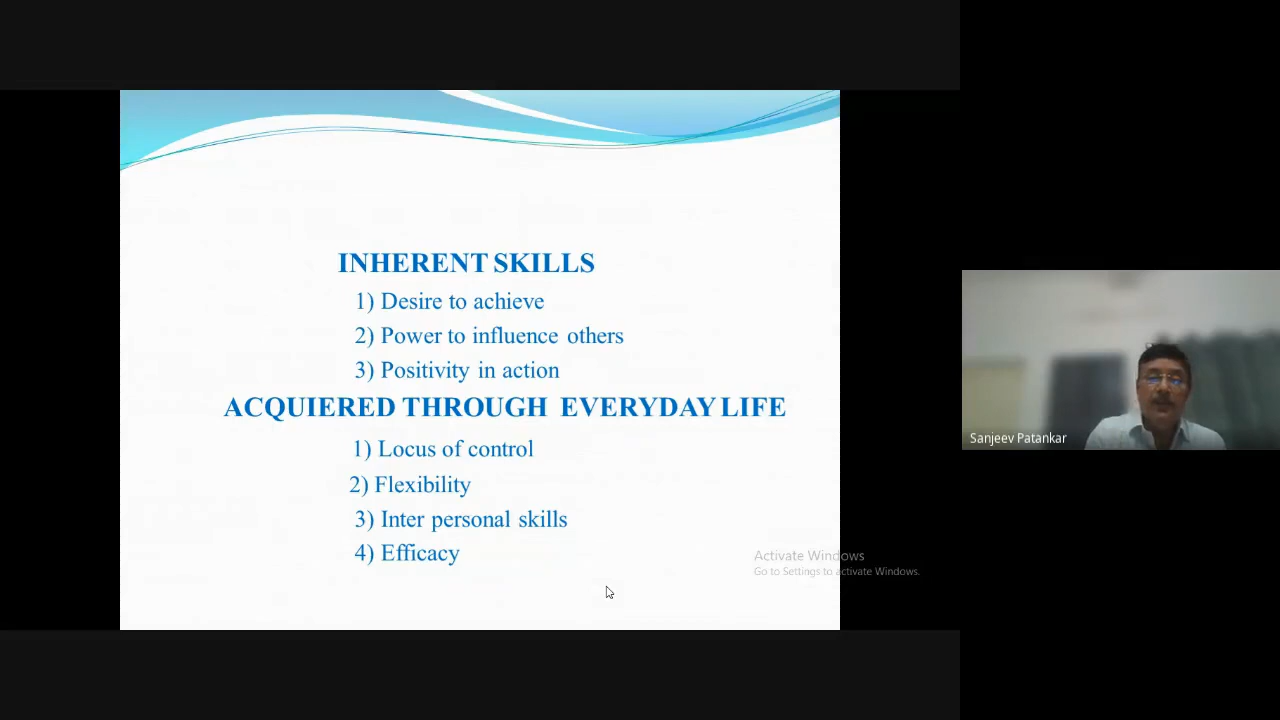 INHERENT SKILLS
1) Desire to achieve
2) Power to influence others
3) Positivity in action
ACQUIERED THROUGH EVERYDAY LIFE
1) Locus of control
2) Flexibility
3) Inter personal skills
4) Efficacy
Activate Windows
Go to Settings to activate Windows.
Sanjeev Patankar